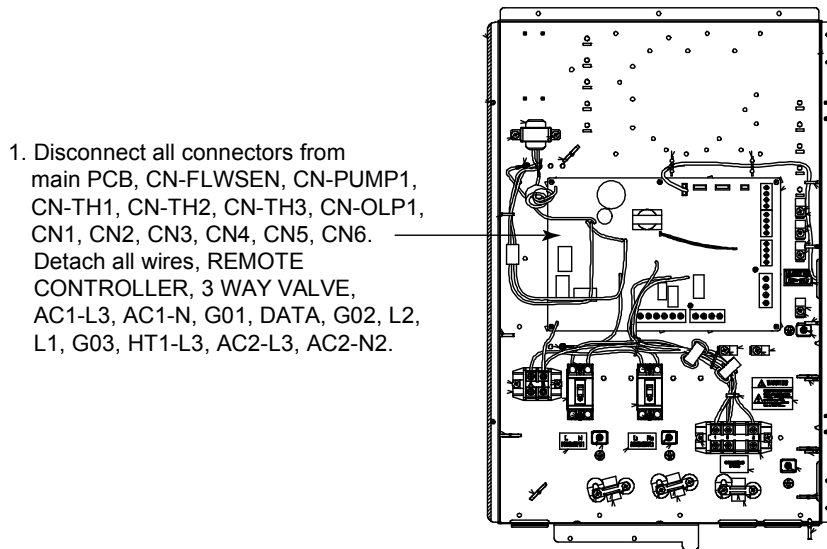 1. Disconnect all connectors from
main PCB, CN-FLWSEN, CN-PUMP1,
CN-TH1, CN-TH2, CN-TH3, CN-OLP1,
CN1, CN2, CN3, CN4, CN5, CN6.
Detach all wires, REMOTE
CONTROLLER, 3 WAY VALVE,
AC1-L3, AC1-N, G01, DATA, G02, L2,
L1, G03, HT1-L3, AC2-L3, AC2-N2.
WARNING
L N